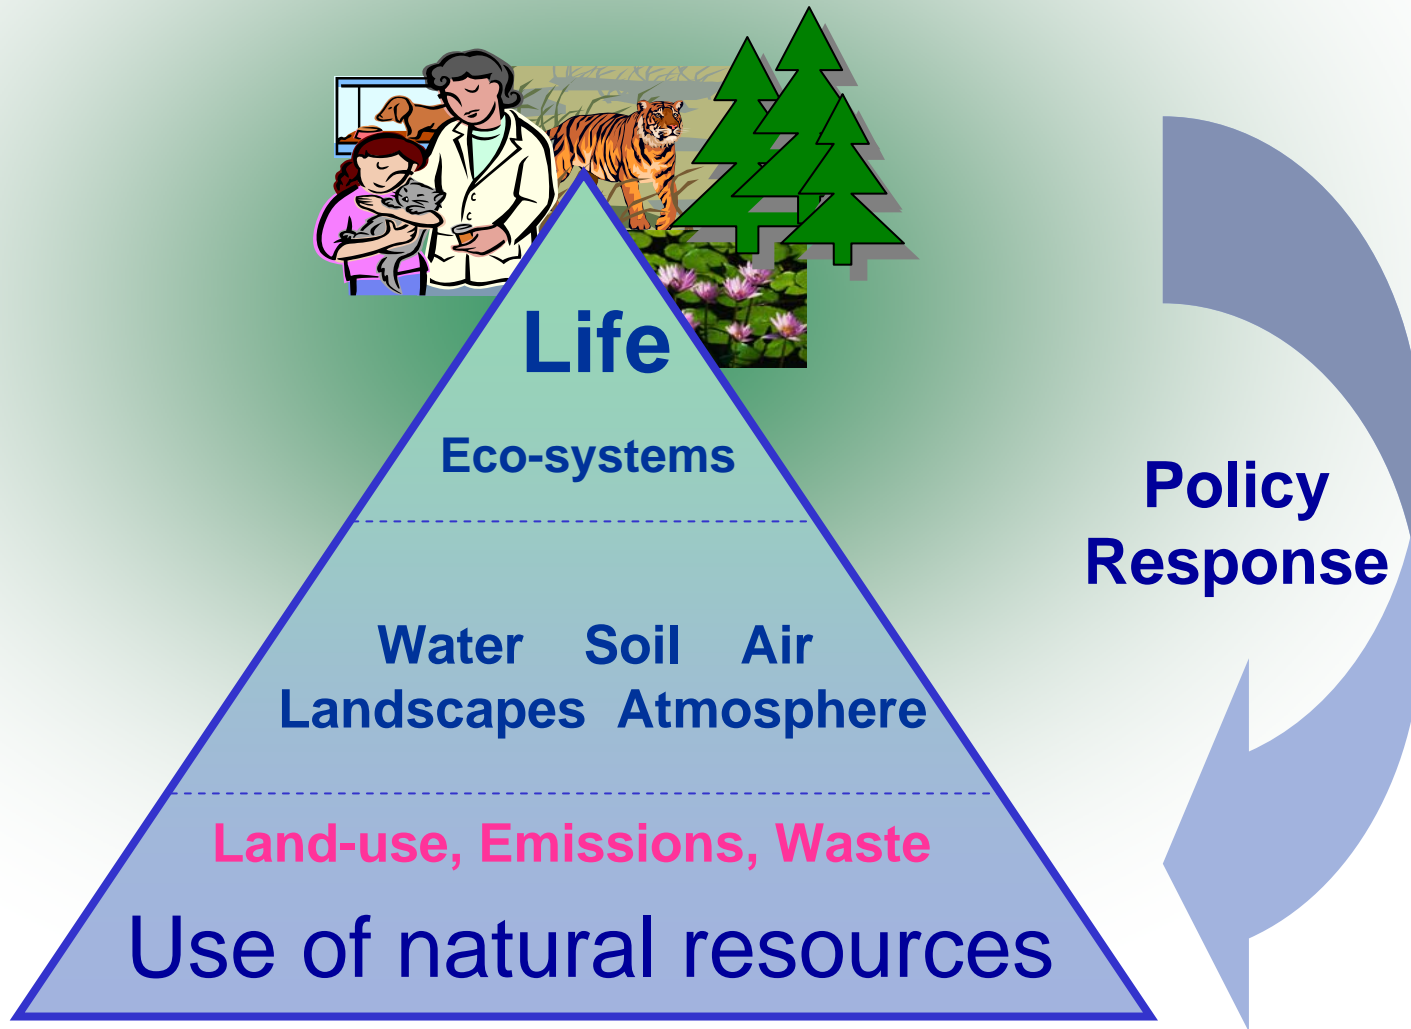 Life
Eco-systems
Water Soil Air
Landscapes Atmosphere
Land-use, Emissions, Waste
Use of natural resources
Policy
Response